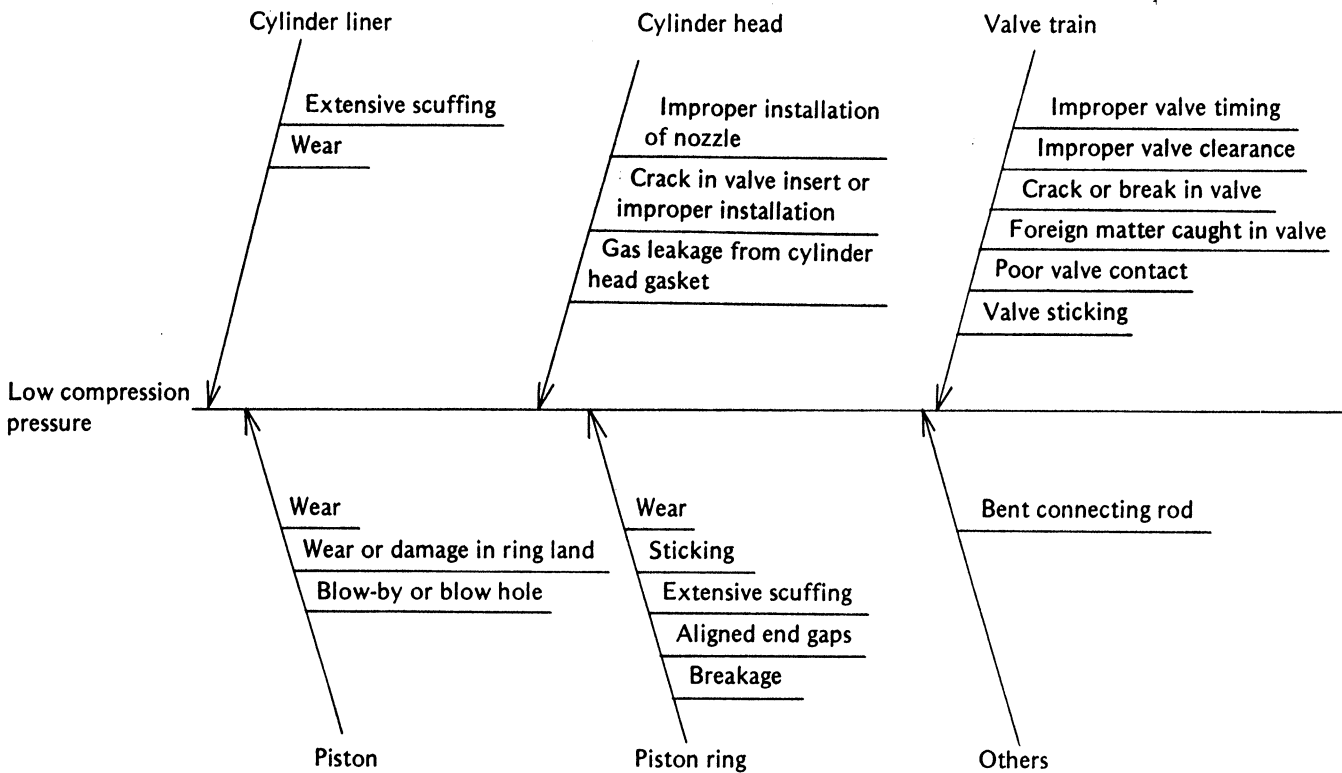 Cylinder liner
Extensive scuffing
Wear
Cylinder head
Improper installation
of nozzle
Crack in valve insert or
improper installation
Gas leakage from cylinder
head gasket
Valve train
Improper valve timing
Improper valve clearance
Crack or break in valve
Foreign matter caught in valve
Poor valve contact
Valve sticking
Low compression
pressure
Wear
Wear or damage in ring land
Blow-by or blow hole
Piston
Wear
Sticking
Extensive scuffing
Aligned end gaps
Breakage
Piston ring
Bent connecting rod
Others